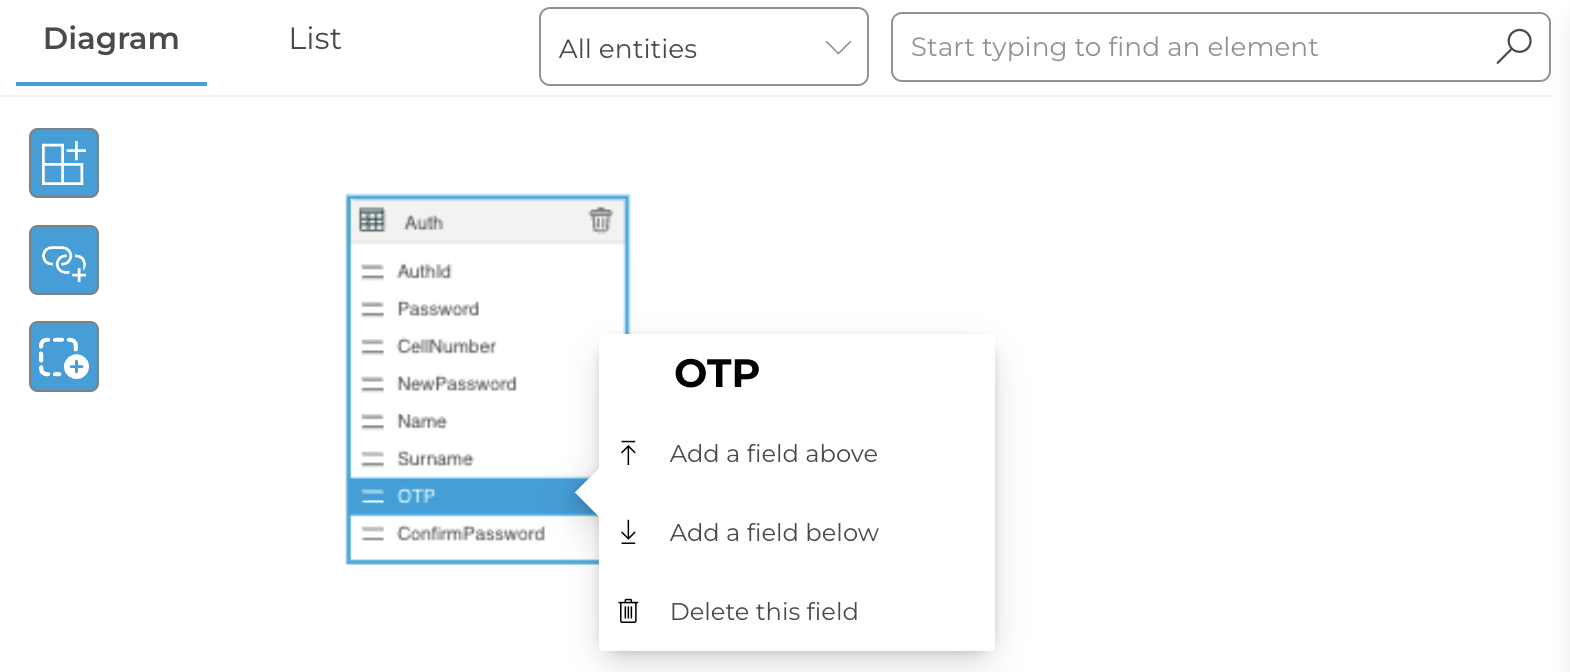 Diagram
List
All entities
Start typing to find an element
Auth
AuthId
Password
CellNumber
NewPassword
Name
Surname
OTP
ConfirmPassword
OTP
Add a field above
Add a field below
Delete this field